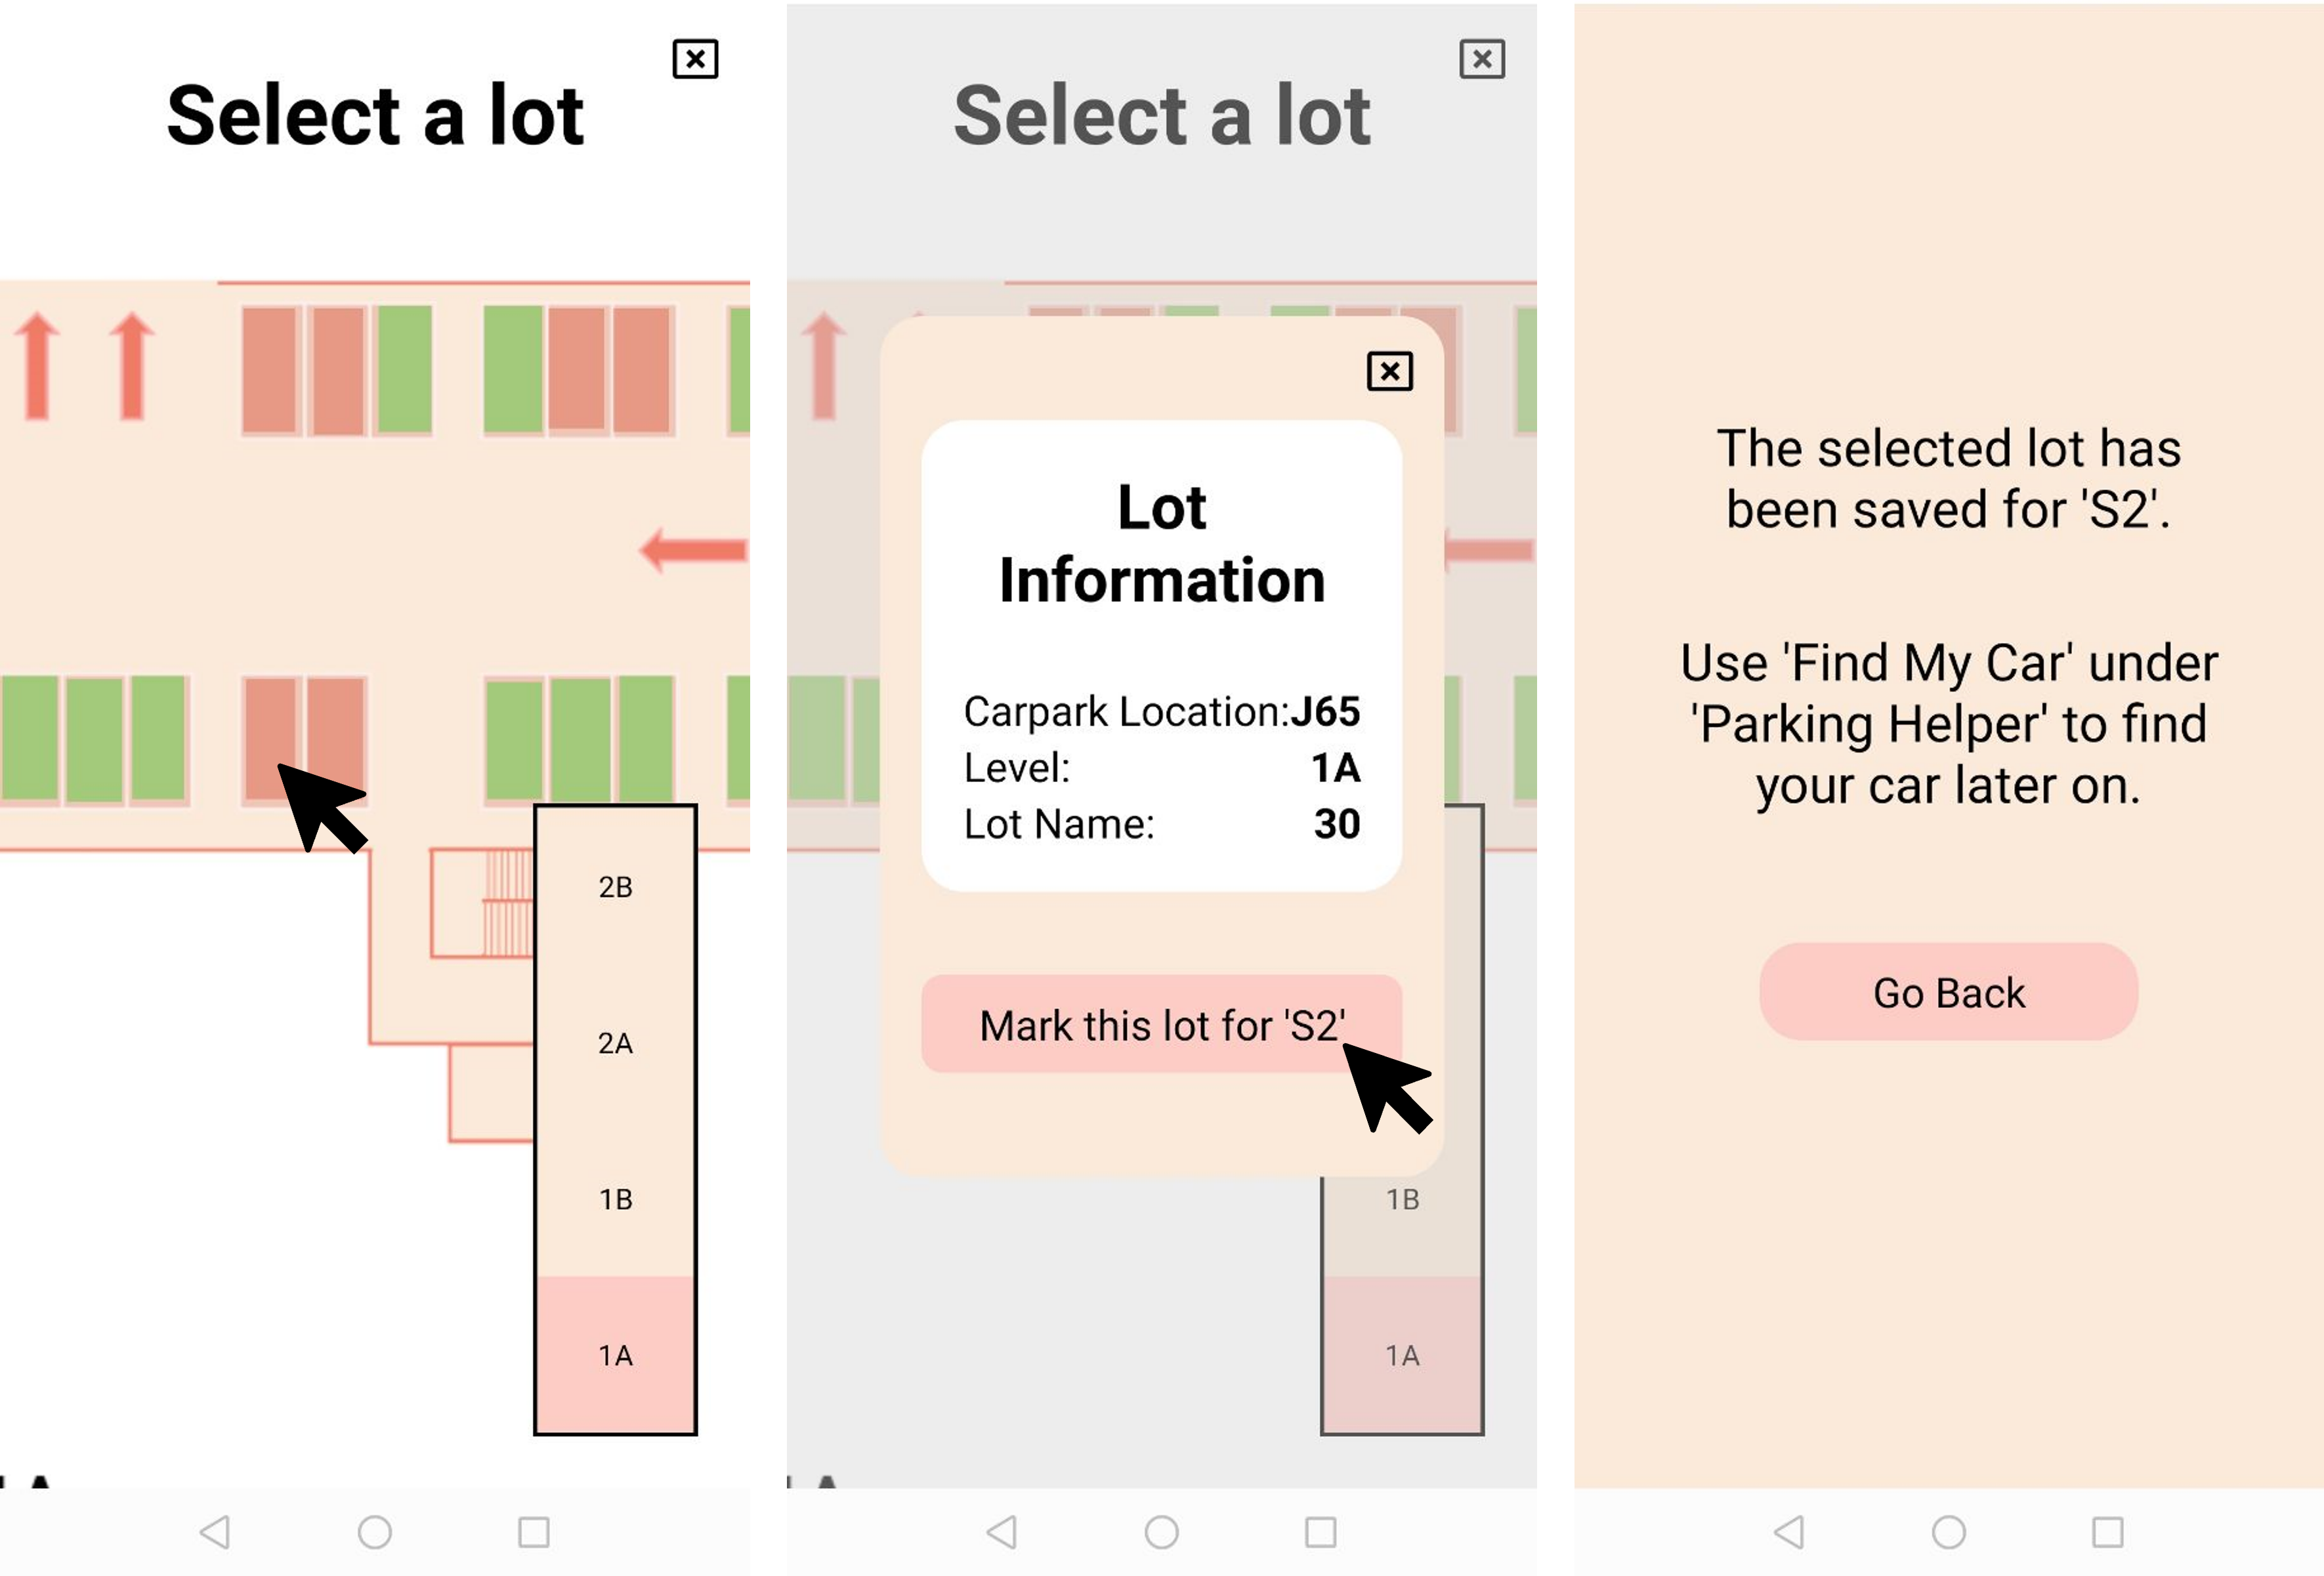 Select a lot
2B
2A
1B
1A
Select a lot
Lot
Information
Carpark Location:J65
Level: 1A
Lot Name: 30
Mark this lot for 'S2'
1B
1A
The selected lot has
been saved for 'S2'.
Use 'Find My Car' under
'Parking Helper' to find
your car later on.
Go Back